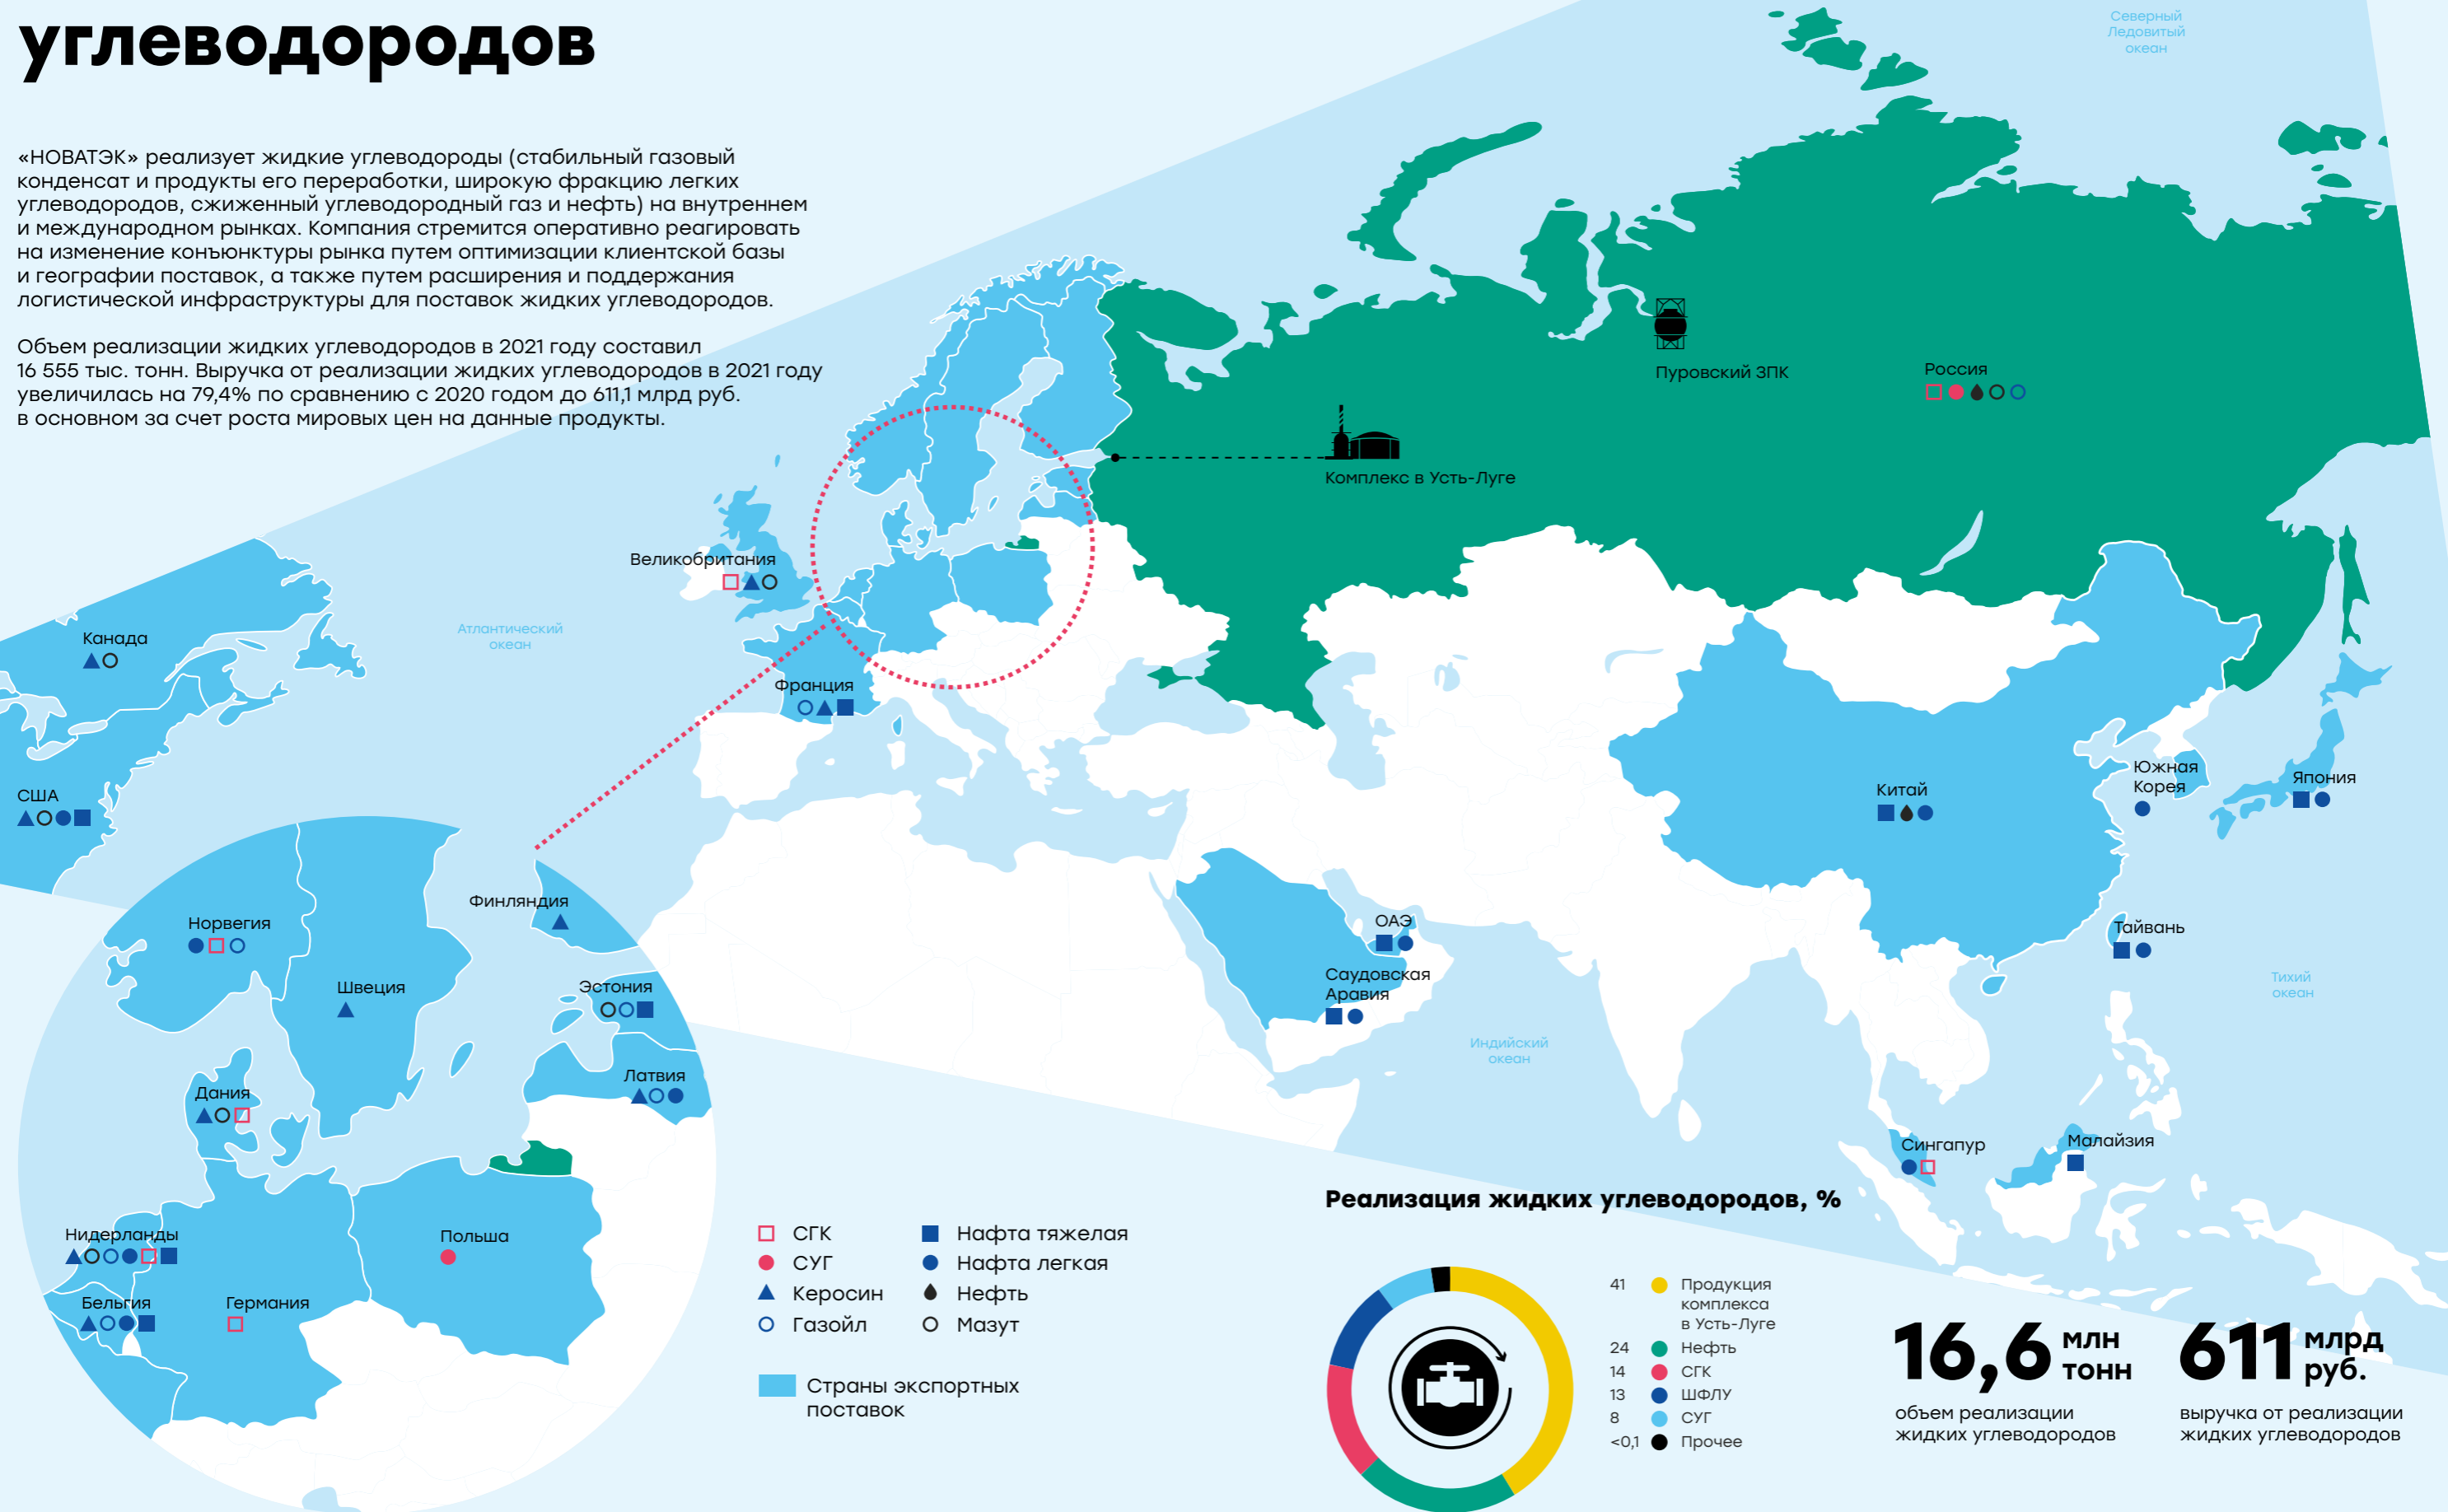 углеводородов
«НОВАТЭК» реализует жидкие углеводороды (стабильный газовый
конденсат и продукты его переработки, широкую фракцию легких
углеводородов, сжиженный углеводородный газ и нефть) на внутреннем
и международном рынках. Компания стремится оперативно реагировать
на изменение конъюнктуры рынка путем оптимизации клиентской базы
и географии поставок, а также путем расширения и поддержания
логистической инфраструктуры для поставок жидких углеводородов.
Объем реализации жидких углеводородов в 2021 году составил
16 555 тыс. тонн. Выручка от реализации жидких углеводородов в 2021 году
увеличилась на 79,4% по сравнению с 2020 годом до 611,1 млрд руб.
в основном за счет роста мировых цен на данные продукты.
Северный
Ледовитый
океан
Пуровский ЗПК
Россия
Комплекс в Усть-Луге
Великобритания
Атлантический
океан
Канада
Франция
США
Китай
Южная
Корея
Япония
Финляндия
Норвегия
Швеция
Эстония
Дания
Латвия
Нидерланды
Польша
Бельгия
Германия
ОАЭ
Саудовская
Аравия
Тайвань
Тихий
океан
Индийский
океан
Сингапур
Малайзия
СГК
СУГ
Керосин
Газойл
Нафта тяжелая
Нафта легкая
Нефть
Мазут
Страны экспортных
поставок
Реализация жидких углеводородов, %
41 Продукция
комплекса
в Усть-Луге
24 Нефть
14 СГК
13 ШФЛУ
8 СУГ
<0,1 Прочее
16,6 млн
тонн
объем реализации
жидких углеводородов
611 млрд
руб.
выручка от реализации
жидких углеводородов